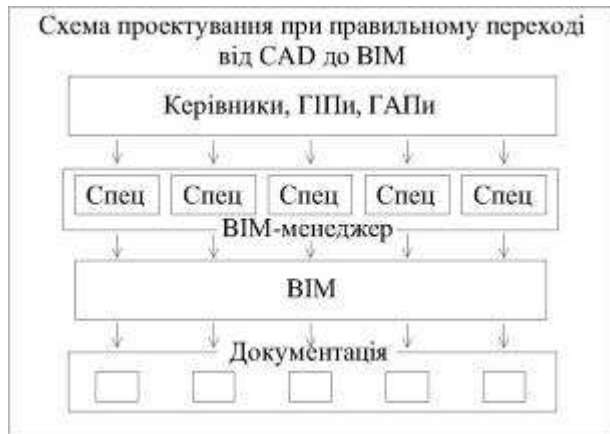 Схема проектування при правильному переході
від CAD до BIM
Керівники, ГІПи, ГАПи
Спец Спец Спец Спец Спец
BIM-менеджер
BIM
Документація